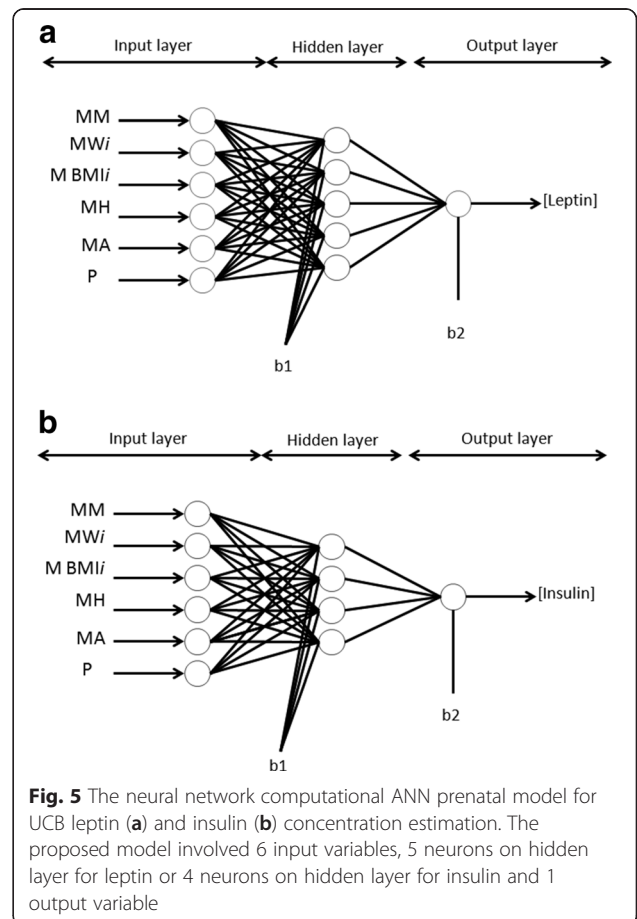 a
Input layer Hidden layer Output layer
MM
MWi
M BMIi
MH
MA
P
[Leptin]
b1
b2
b
Input layer Hidden layer Output layer
MM
MWi
M BMIi
MH
MA
P
[Insulin]
b2
b1
Fig. 5 The neural network computational ANN prenatal model for
UCB leptin (a) and insulin (b) concentration estimation. The
proposed model involved 6 input variables, 5 neurons on hidden
layer for leptin or 4 neurons on hidden layer for insulin and 1
output variable